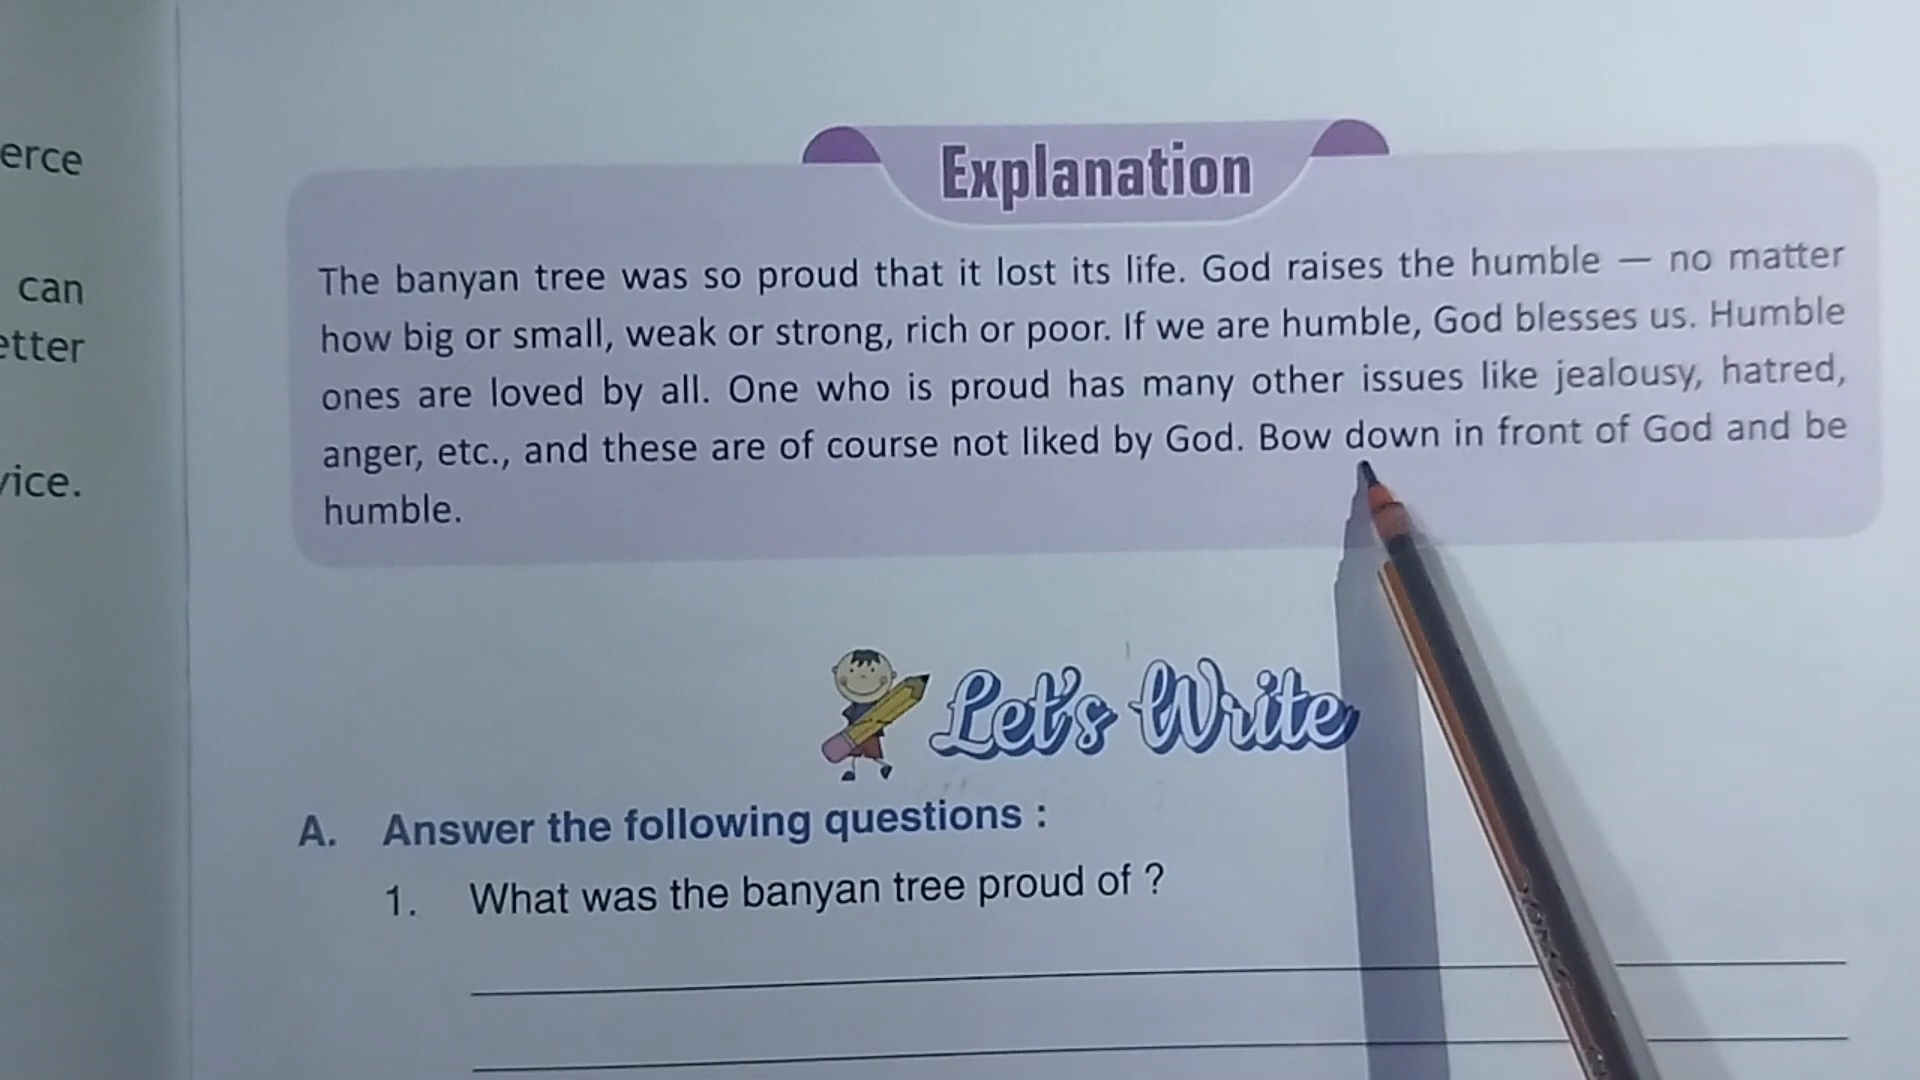 erce
can
etter
vice.
Explanation
The banyan tree was so proud that it lost its life. God raises the humble — no matter
how big or small, weak or strong, rich or poor. If we are humble, God blesses us. Humble
ones are loved by all. One who is proud has many other issues like jealousy, hatred,
anger, etc., and these are of course not liked by God. Bow down in front of God and be
humble.
Let's Write
A. Answer the following questions :
1. What was the banyan tree proud of ?